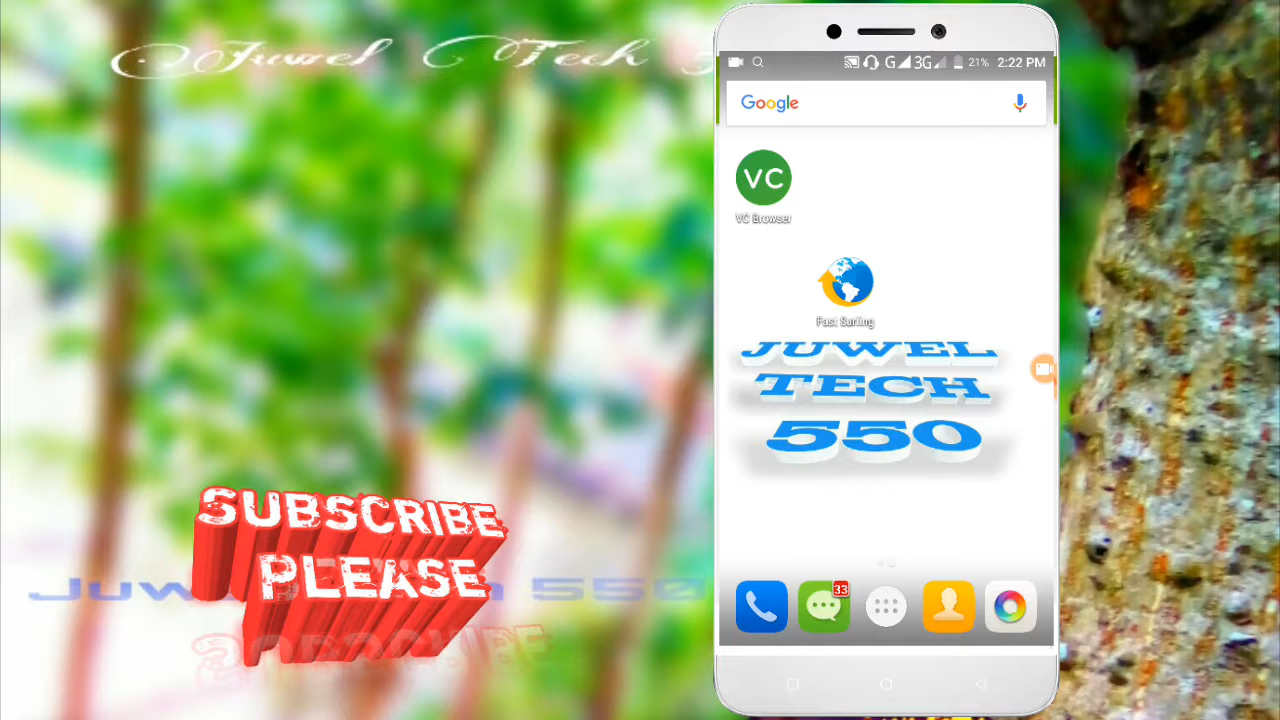 Juwel Tech 5
G 3G 21% 2:22 PM
Google
VC
VC Browser
Fast Surfing
JUWEL
TECH
550
SUBSCRIBE
PLEASE
33